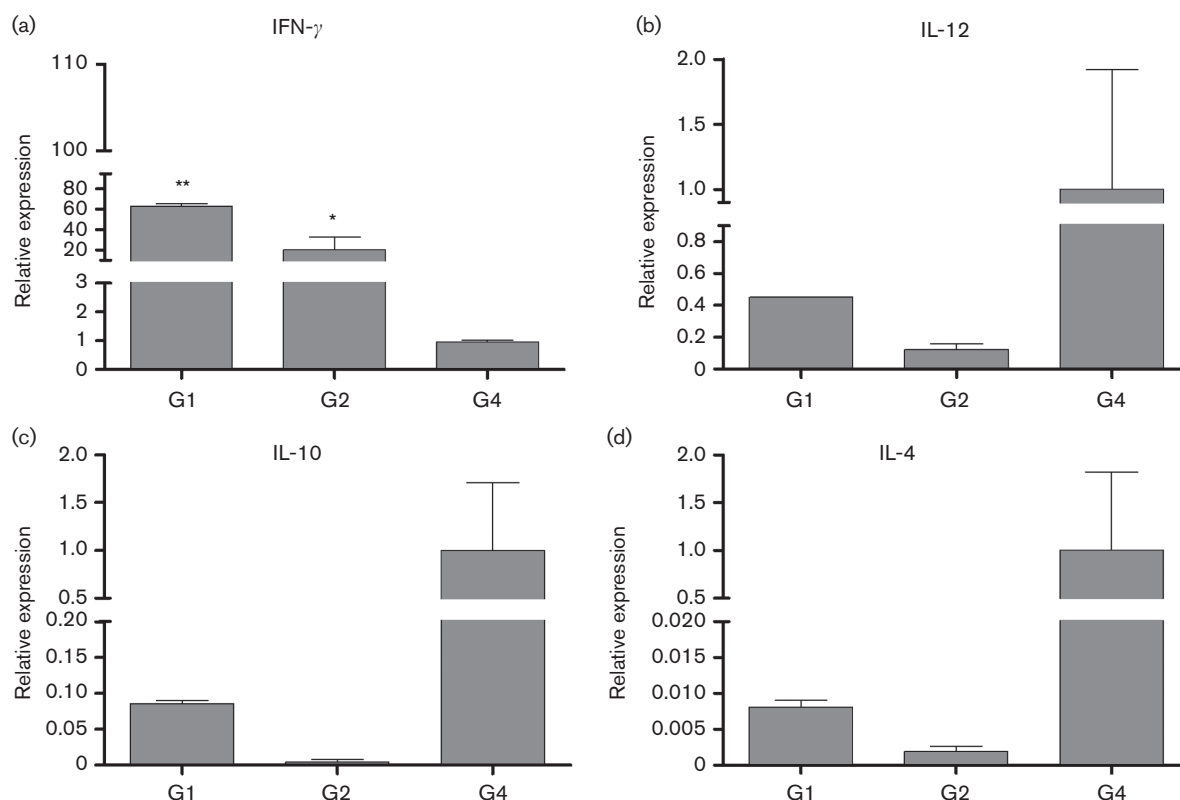 (a)
IFN-γ
110
100
80
60
40
20
3
2
1
0
Relative expression
**
*
G1 G2 G4
(b)
IL-12
2.0
1.5
1.0
0.8
0.6
0.4
0.2
0
Relative expression
G1 G2 G4
(c)
IL-10
2.0
1.5
1.0
0.5
0.20
0.15
0.10
0.05
0
Relative expression
G1 G2 G4
(d)
IL-4
2.0
1.5
1.0
0.5
0.020
0.015
0.010
0.005
0
Relative expression
G1 G2 G4